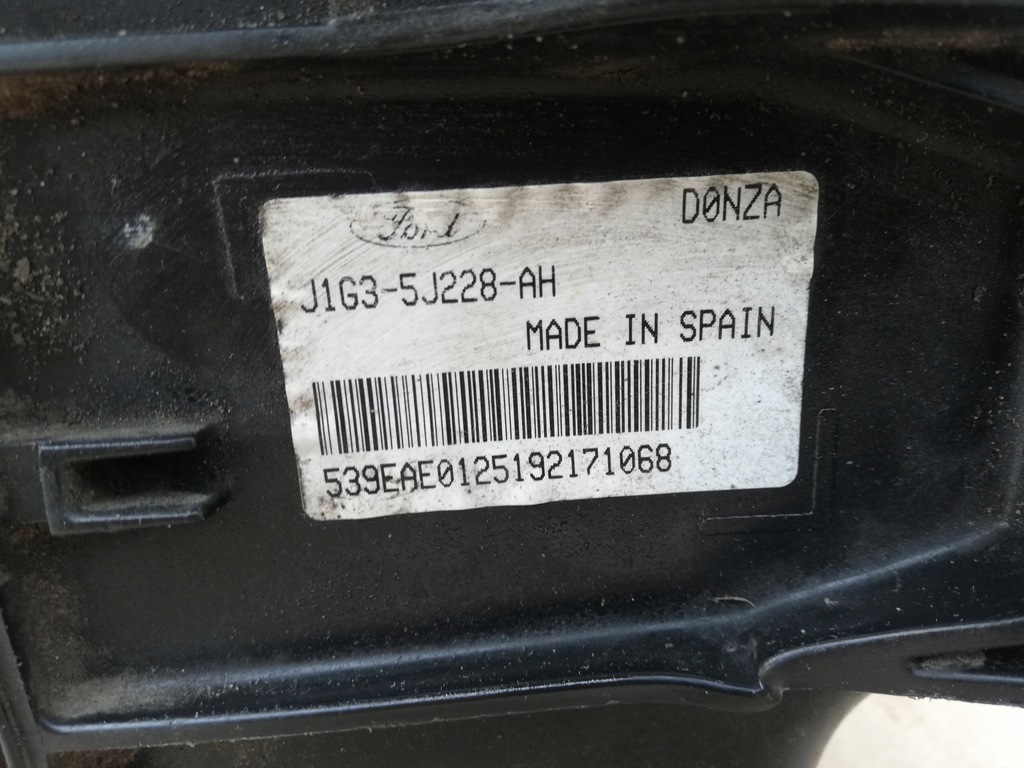 Ford
D0NZA
J1G3-5J228-AH
MADE IN SPAIN
539EAE0125192171068